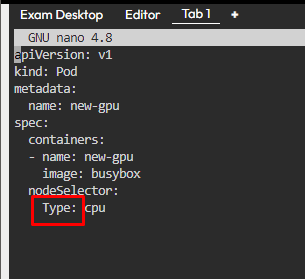 Exam Desktop Editor Tab 1 +
GNU nano 4.8
apiVersion: v1
kind: Pod
metadata:
  name: new-gpu
spec:
  containers:
  - name: new-gpu
    image: busybox
  nodeSelector:
    Type: cpu